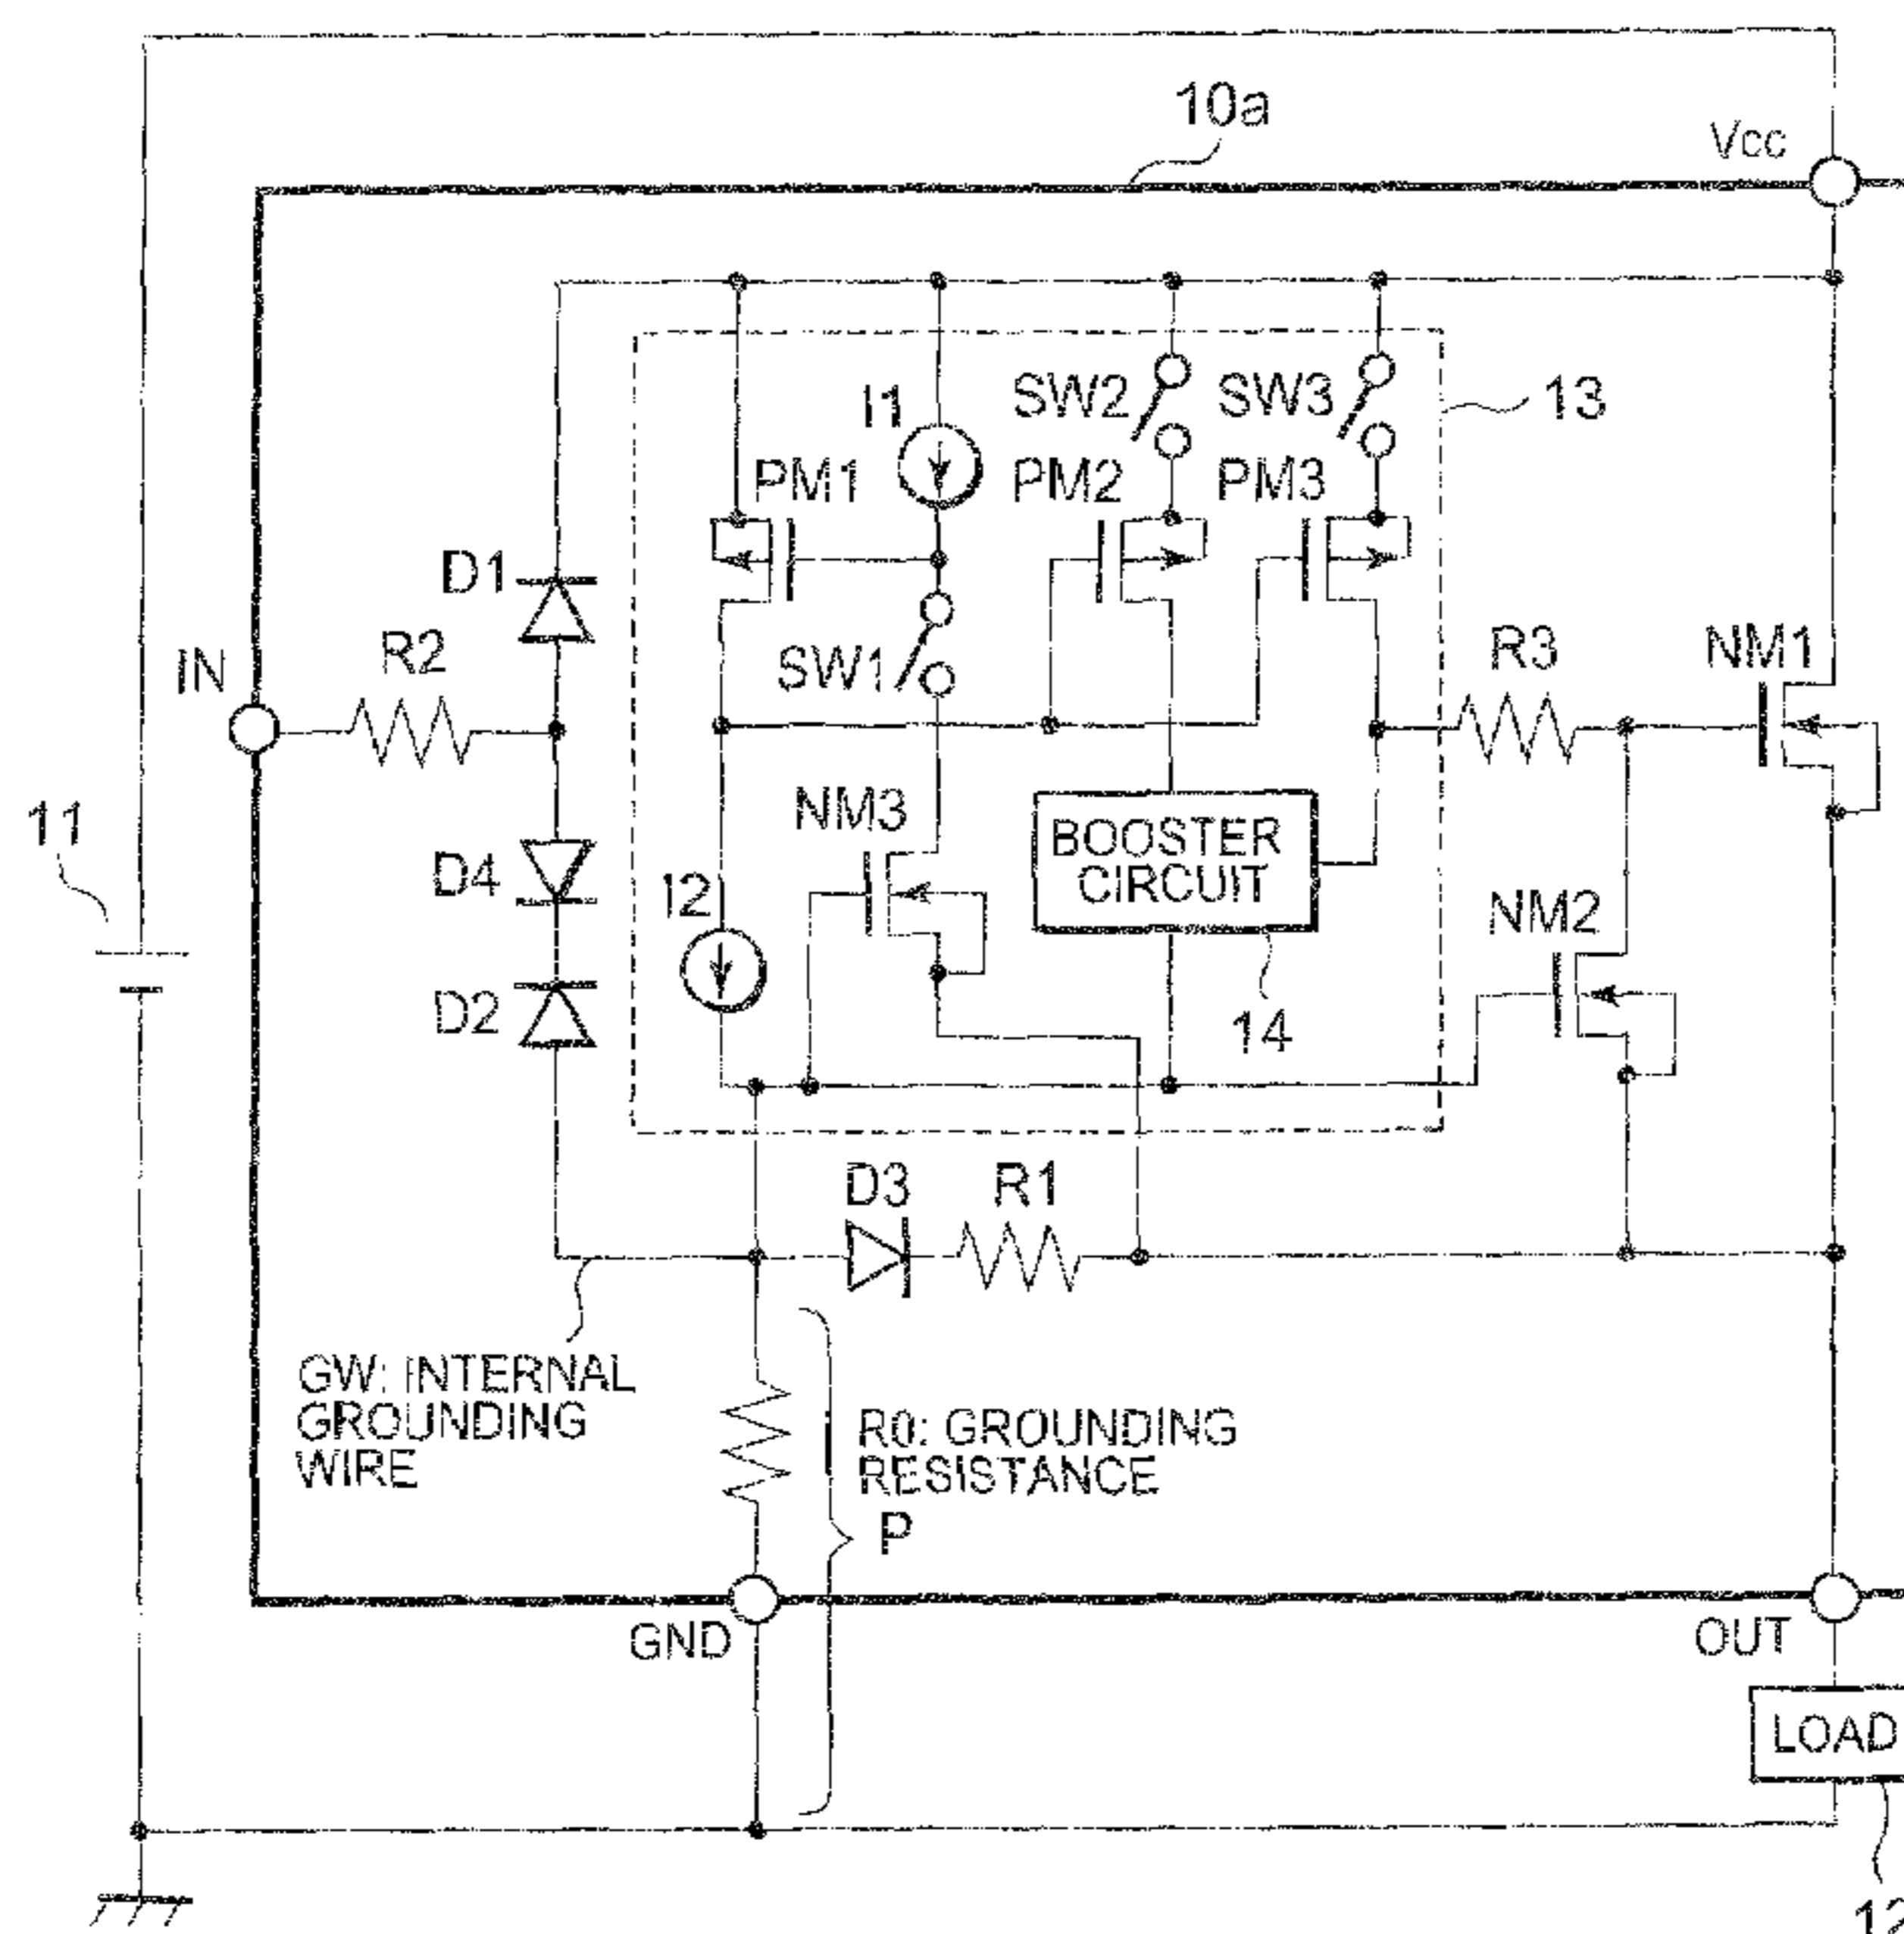 10a
Vcc
SW2
SW3
13
I1
PM1
PM2
PM3
D1
R2
IN
SW1
R3
NM1
11
NM3
BOOSTER
CIRCUIT
D4
I2
NM2
D2
14
D3
R1
GW: INTERNAL
GROUNDING
WIRE
R0: GROUNDING
RESISTANCE
P
GND
OUT
LOAD
12